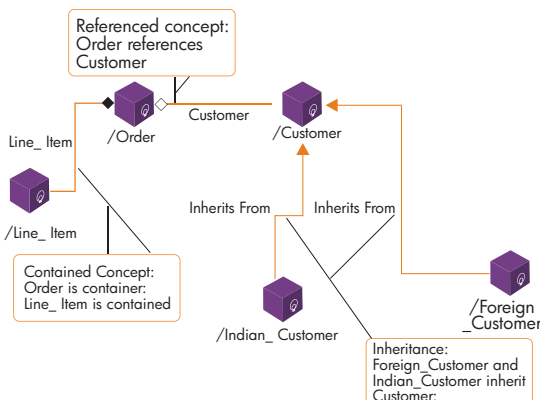 Referenced concept:
Order references
Customer
Customer
/Order
/Customer
Line_ Item
Inherits From
Inherits From
/Line_ Item
Contained Concept:
Order is container:
Line_ Item is contained
/Indian_ Customer
/Foreign
_Customer
Inheritance:
Foreign_Customer and
Indian_Customer inherit
Customer: